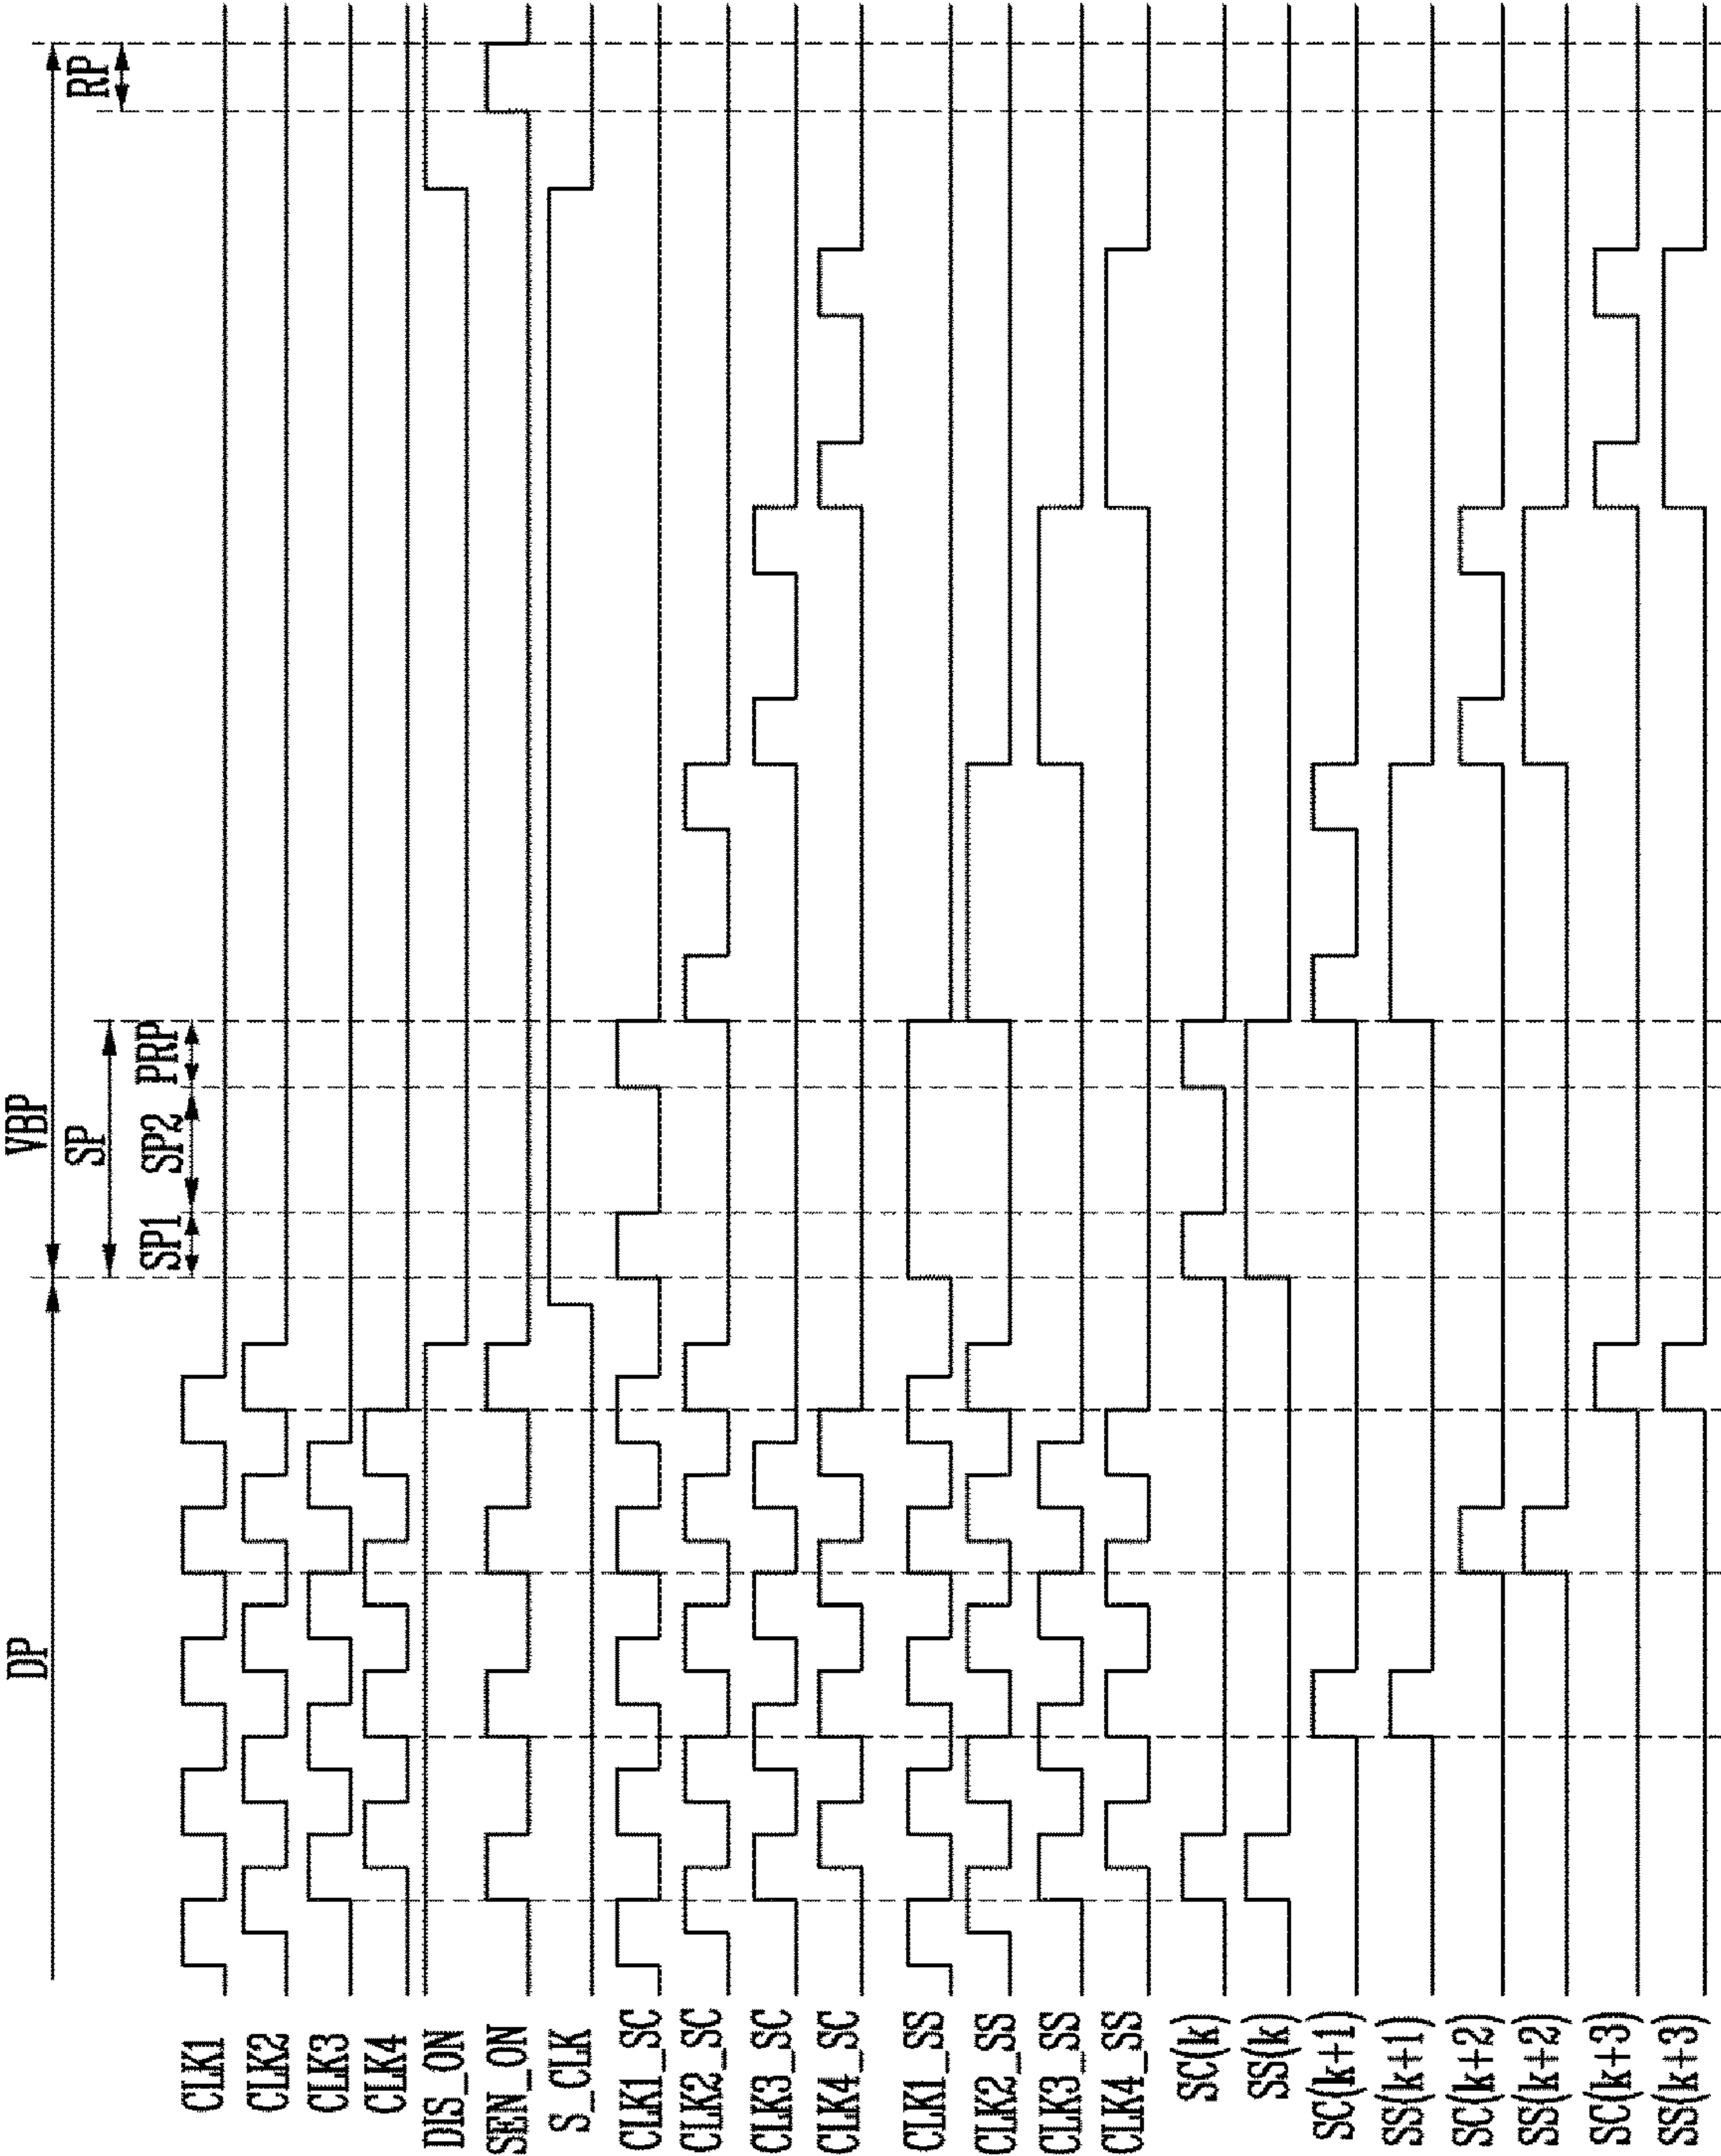 DP
VBP
SP
RP
SP1
SP2
PRP
CLK1
CLK2
CLK3
CLK4
DIS_ON
SEN_ON
S_CLK
CLK1_SC
CLK2_SC
CLK3_SC
CLK4_SC
CLK1_SS
CLK2_SS
CLK3_SS
CLK4_SS
SC(k)
SS(k)
SC(k+1)
SS(k+1)
SC(k+2)
SS(k+2)
SC(k+3)
SS(k+3)